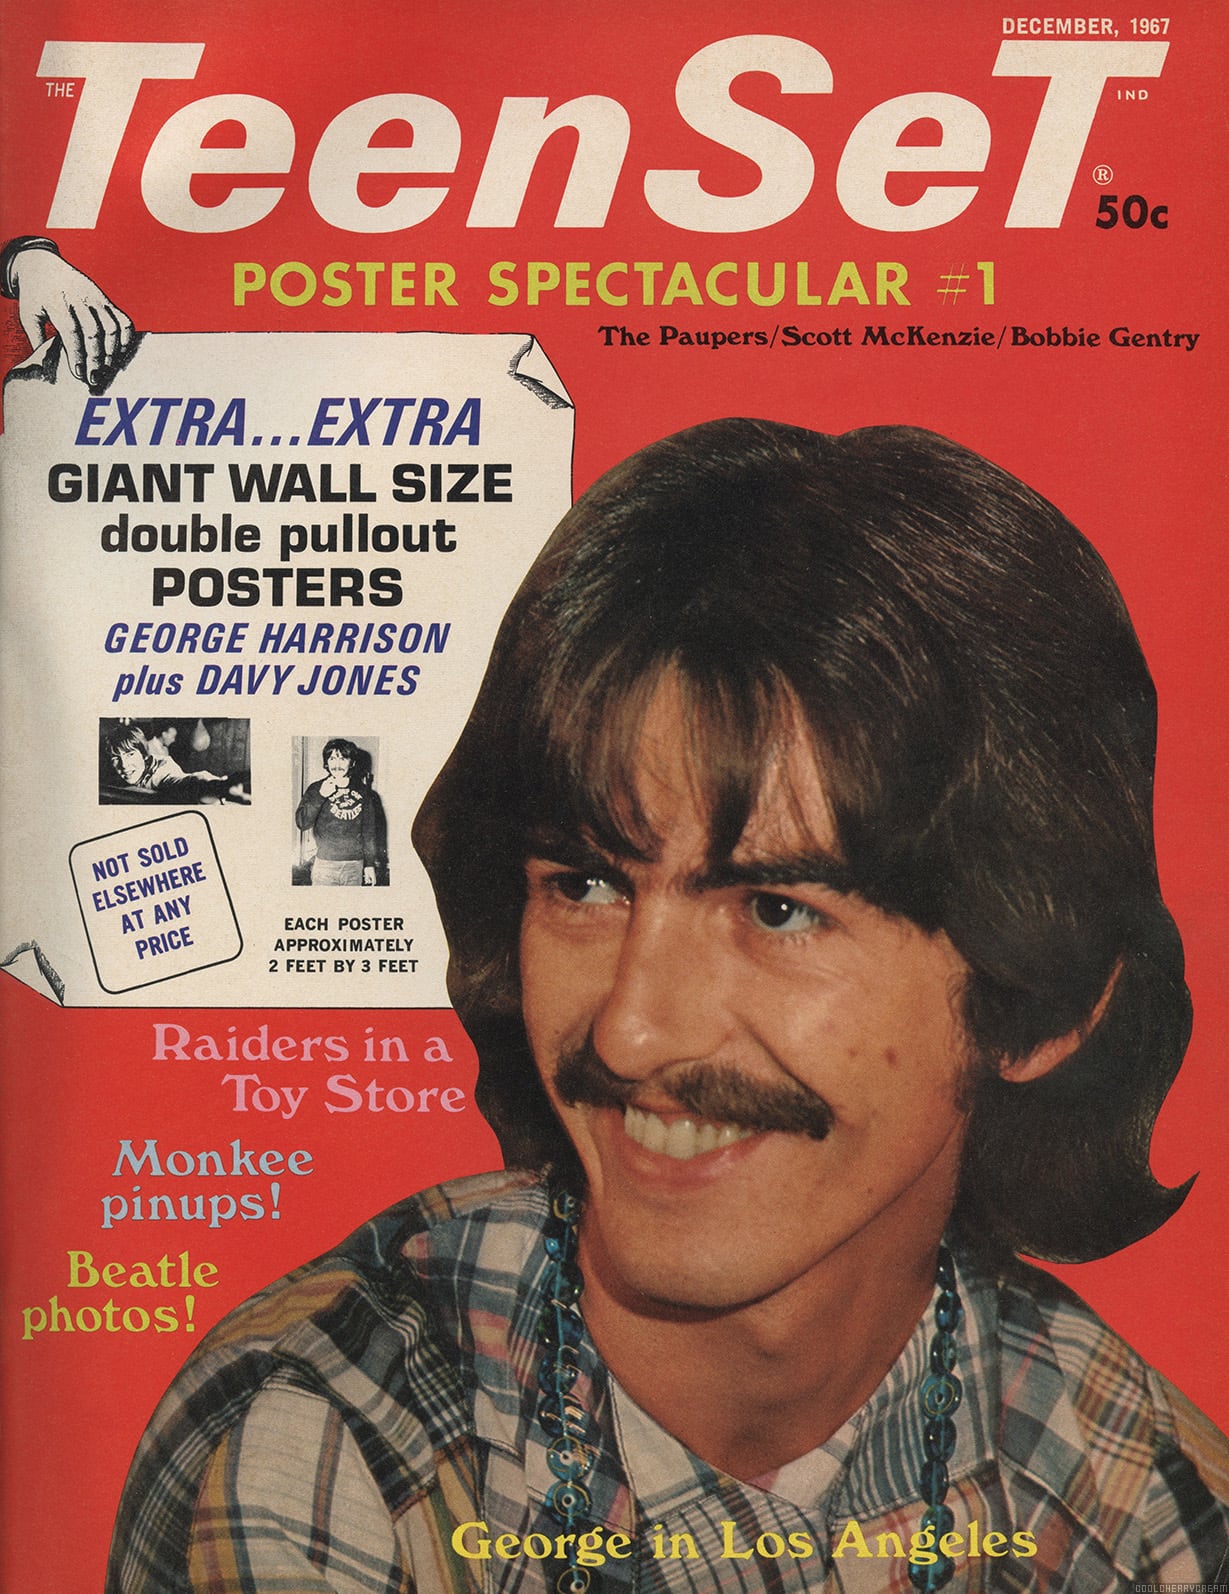 DECEMBER, 1967
THE
TeenSeT
IND
®
50c
POSTER SPECTACULAR #1
The Paupers/Scott McKenzie/Bobbie Gentry
EXTRA...EXTRA
GIANT WALL SIZE
double pullout
POSTERS
GEORGE HARRISON
plus DAVY JONES
NOT SOLD
ELSEWHERE
AT ANY
PRICE
EACH POSTER
APPROXIMATELY
2 FEET BY 3 FEET
Raiders in a
Toy Store
Monkee
pinups!
Beatle
photos!
George in Los Angeles
COOLCHERRYCREAM